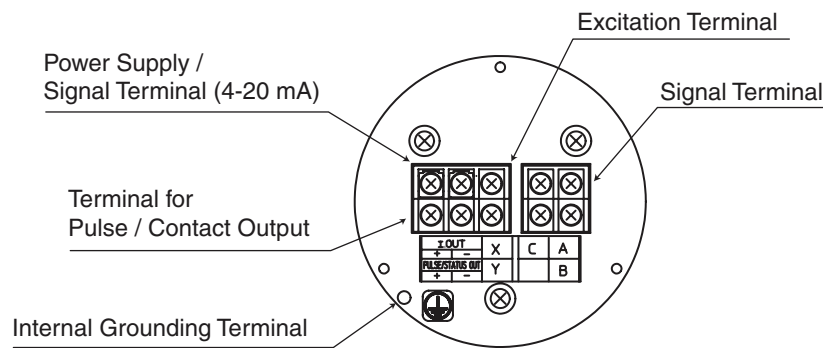 Excitation Terminal
Power Supply /
Signal Terminal (4-20 mA)
Signal Terminal
Terminal for
Pulse / Contact Output
I.OUT X C A
+ −
PULSE/STATUS OUT Y B
+ −
Internal Grounding Terminal